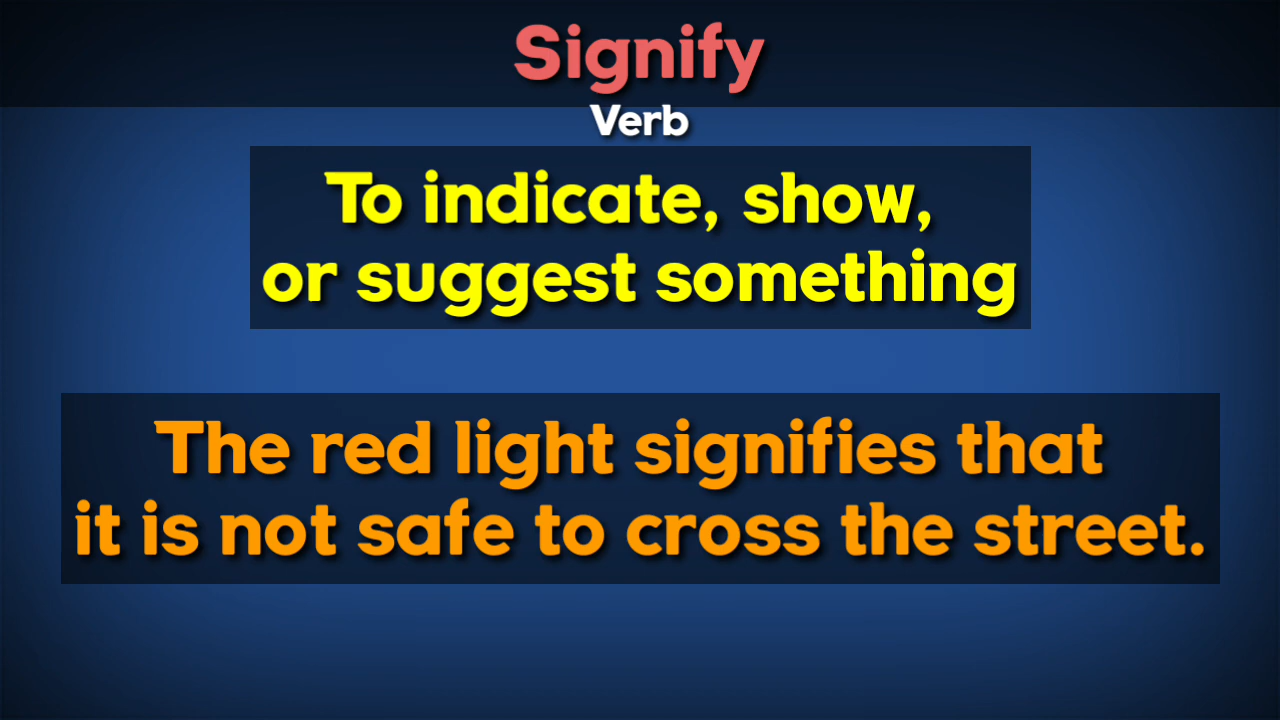 Signify
Verb
To indicate, show,
or suggest something
The red light signifies that
it is not safe to cross the street.